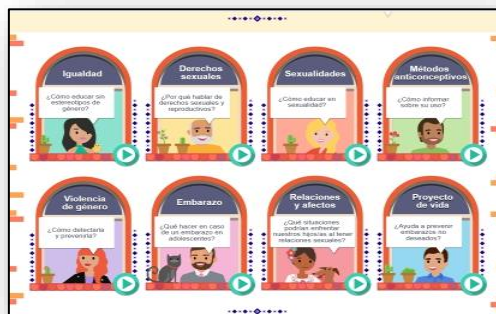 Igualdad
¿Cómo educar sin
estereotipos de
género?
Derechos
sexuales
¿Por qué hablar de
derechos sexuales y
reproductivos?
Sexualidades
¿Cómo educar en
sexualidad?
Métodos
anticonceptivos
¿Cómo informar
sobre su uso?
Violencia
de género
¿Cómo detectarla
y prevenirla?
Embarazo
¿Qué hacer en caso
de un embarazo en
adolescentes?
Relaciones
y afectos
¿Qué situaciones
podrían enfrentar
nuestros hijos/as al tener
relaciones sexuales?
Proyecto
de vida
¿Ayuda a prevenir
embarazos no
deseados?